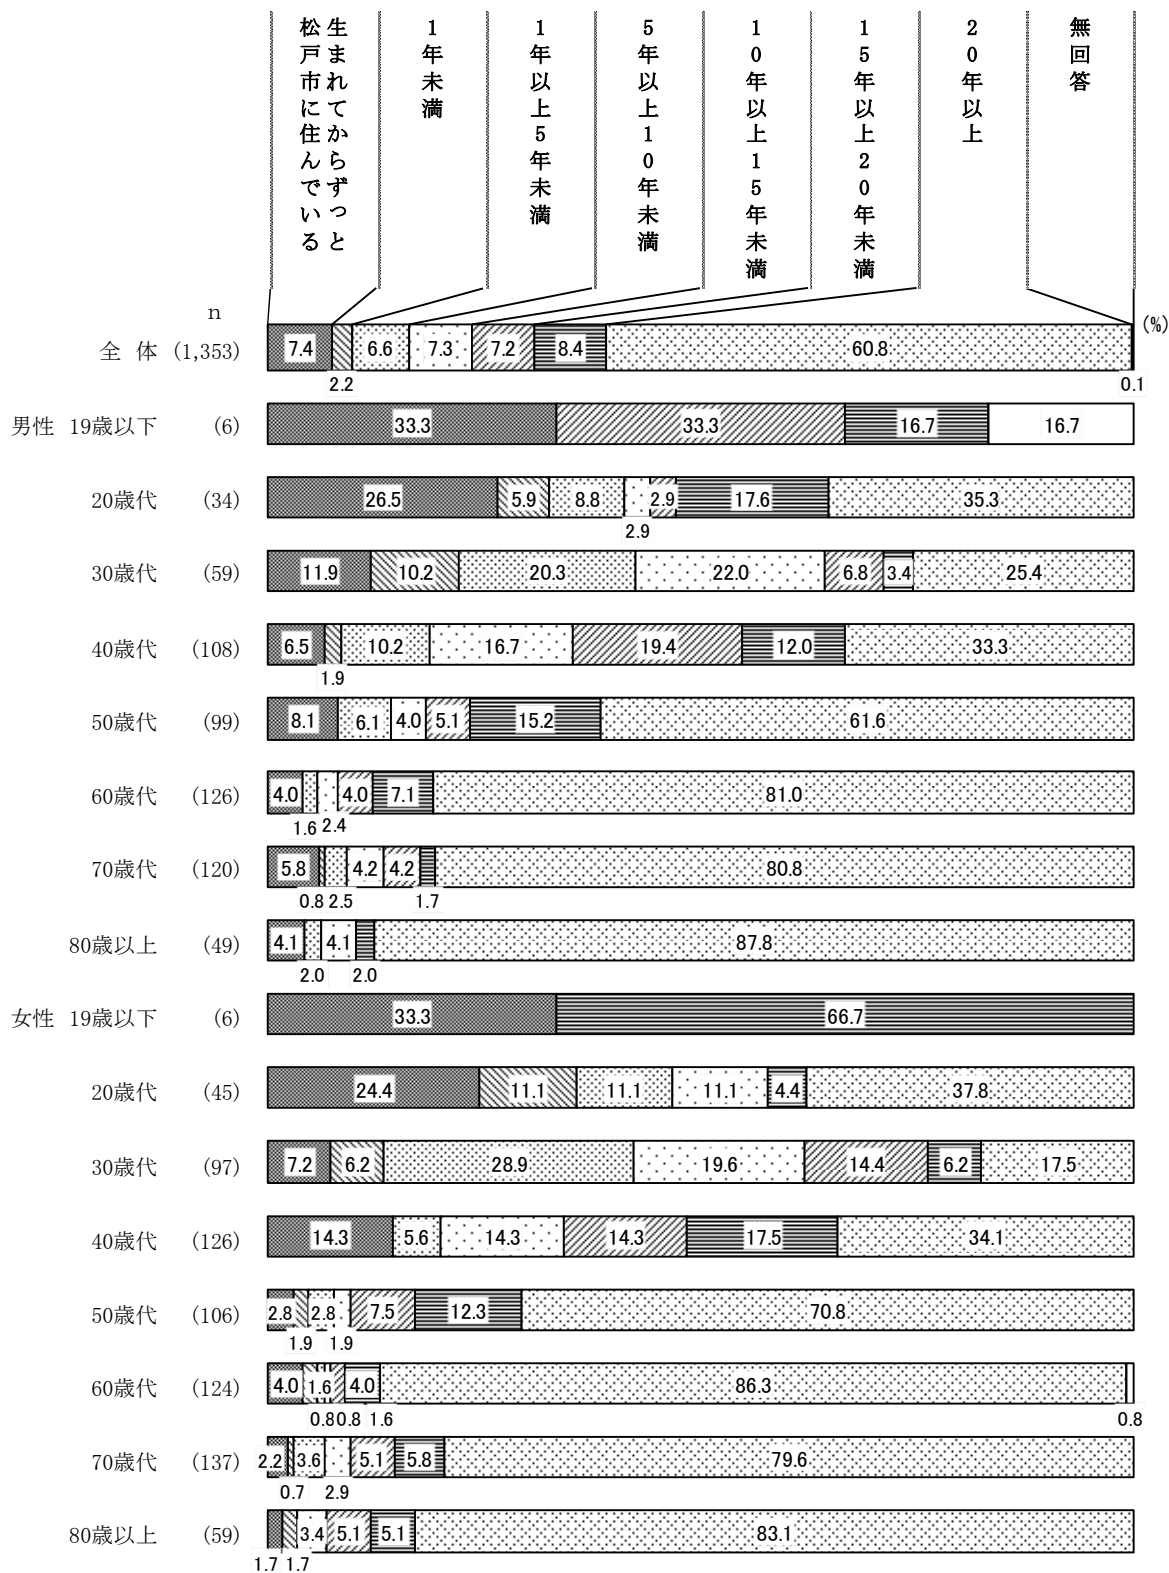 生まれてからずっと
松戸市に住んでいる
1年未満
1年以上5年未満
5年以上10年未満
10年以上15年未満
15年以上20年未満
20年以上
無回答
n
(%)
全 体 (1,353) 7.4 6.6 7.3 7.2 8.4 60.8
2.2 0.1
男性 19歳以下 (6) 33.3 33.3 16.7 16.7
20歳代 (34) 26.5 5.9 8.8 2.9 17.6 35.3
2.9
30歳代 (59) 11.9 10.2 20.3 22.0 6.8 3.4 25.4
40歳代 (108) 6.5 10.2 16.7 19.4 12.0 33.3
1.9
50歳代 (99) 8.1 6.1 4.0 5.1 15.2 61.6
60歳代 (126) 4.0 4.0 7.1 81.0
1.6 2.4
70歳代 (120) 5.8 4.2 4.2 80.8
0.8 2.5 1.7
80歳以上 (49) 4.1 4.1 87.8
2.0 2.0
女性 19歳以下 (6) 33.3 66.7
20歳代 (45) 24.4 11.1 11.1 11.1 4.4 37.8
30歳代 (97) 7.2 6.2 28.9 19.6 14.4 6.2 17.5
40歳代 (126) 14.3 5.6 14.3 14.3 17.5 34.1
50歳代 (106) 2.8 2.8 7.5 12.3 70.8
1.9 1.9
60歳代 (124) 4.0 1.6 4.0 86.3
0.8 0.8 1.6 0.8
70歳代 (137) 2.2 3.6 5.1 5.8 79.6
0.7 2.9
80歳以上 (59) 3.4 5.1 5.1 83.1
1.7 1.7